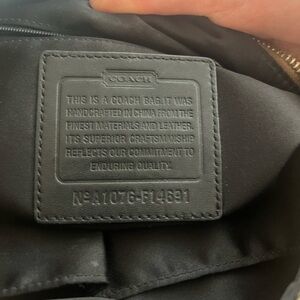 COACH
THIS IS A COACH BAG. IT WAS
HANDCRAFTED IN CHINA FROM THE
FINEST MATERIALS AND LEATHER.
ITS SUPERIOR CRAFTSMANSHIP
REFLECTS OUR COMMITMENT TO
ENDURING QUALITY.
Nº A1076-F14691